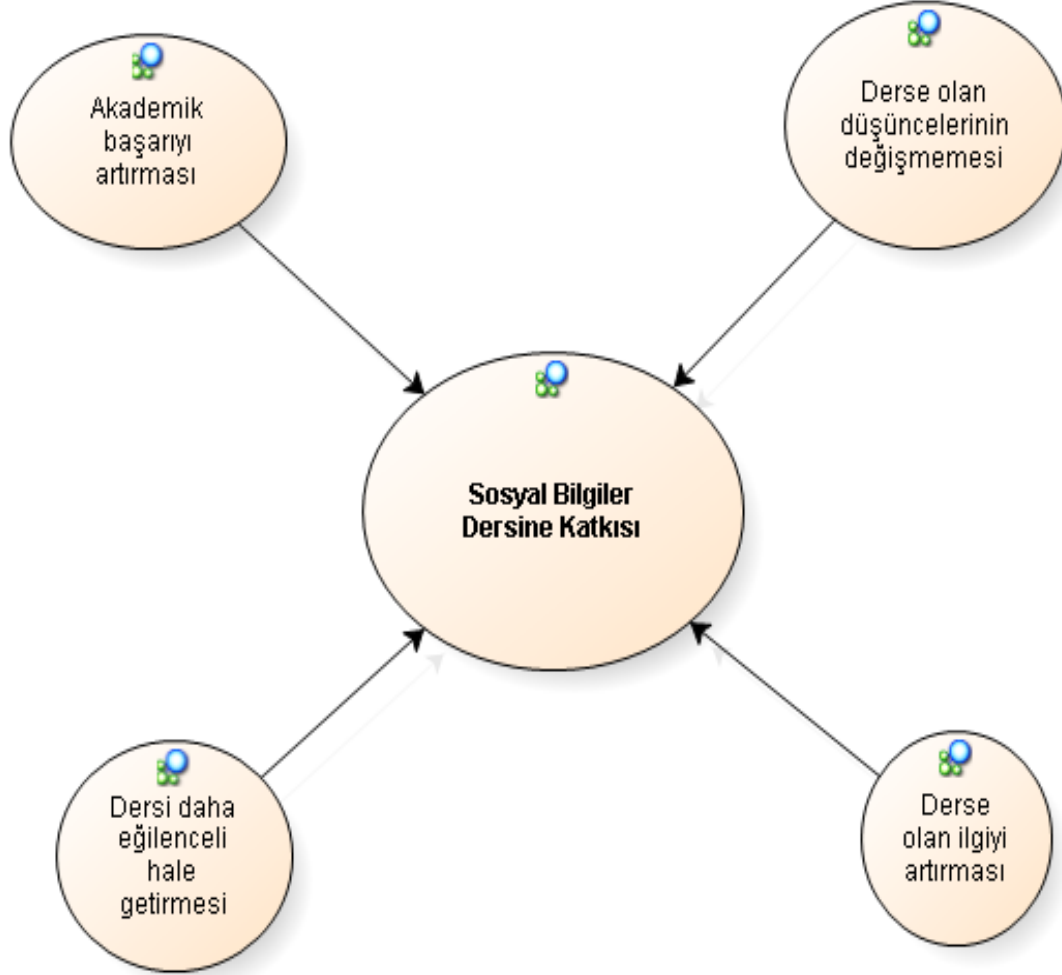 Akademik
başarıyı
artırması
Derse olan
düşüncelerinin
değişmemesi
Sosyal Bilgiler
Dersine Katkısı
Dersi daha
eğilenceli
hale
getirmesi
Derse
olan ilgiyi
artırması